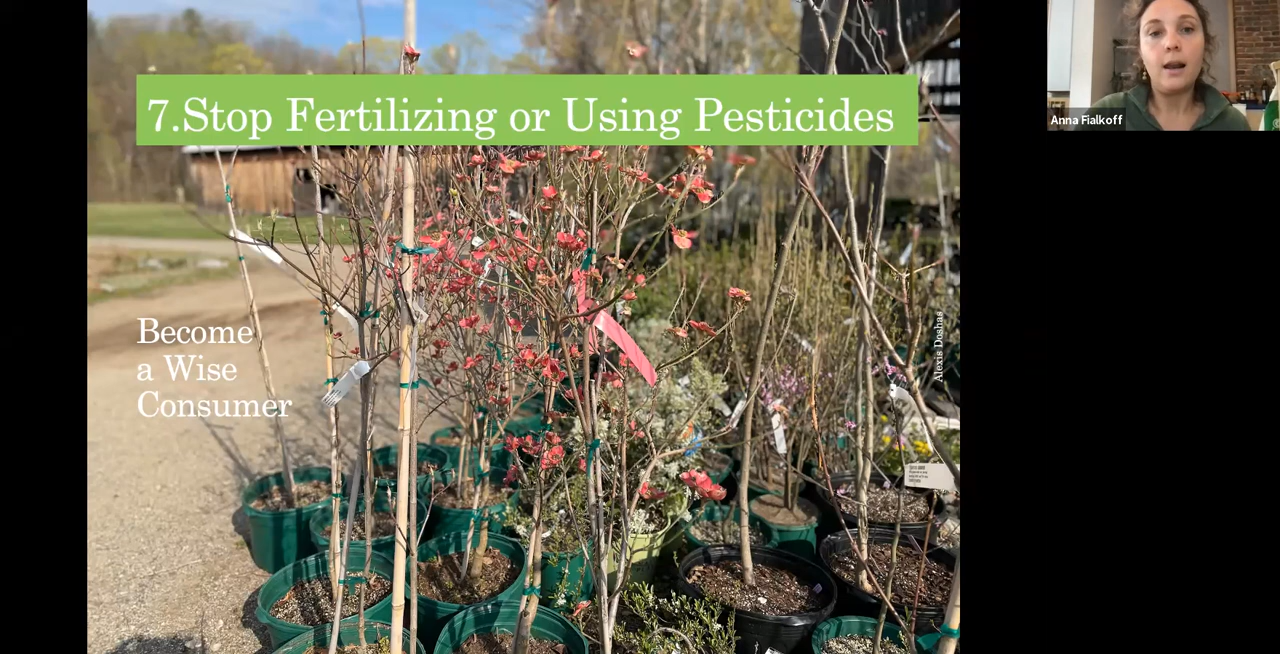 7.Stop Fertilizing or Using Pesticides
Anna Fialkoff
Become
a Wise
Consumer
Alexis Doshas